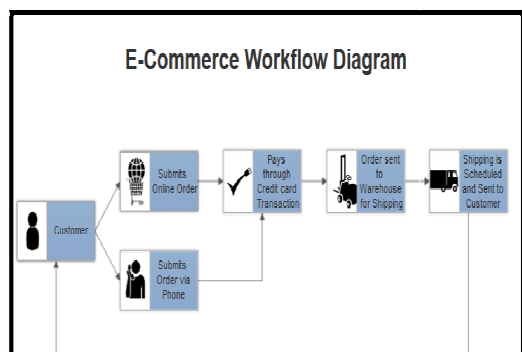 E-Commerce Workflow Diagram
Customer
Submits
Online Order
Submits
Order via
Phone
Pays
through
Credit card
Transaction
Order sent
to
Warehouse
for Shipping
Shipping is
Scheduled
and Sent to
Customer